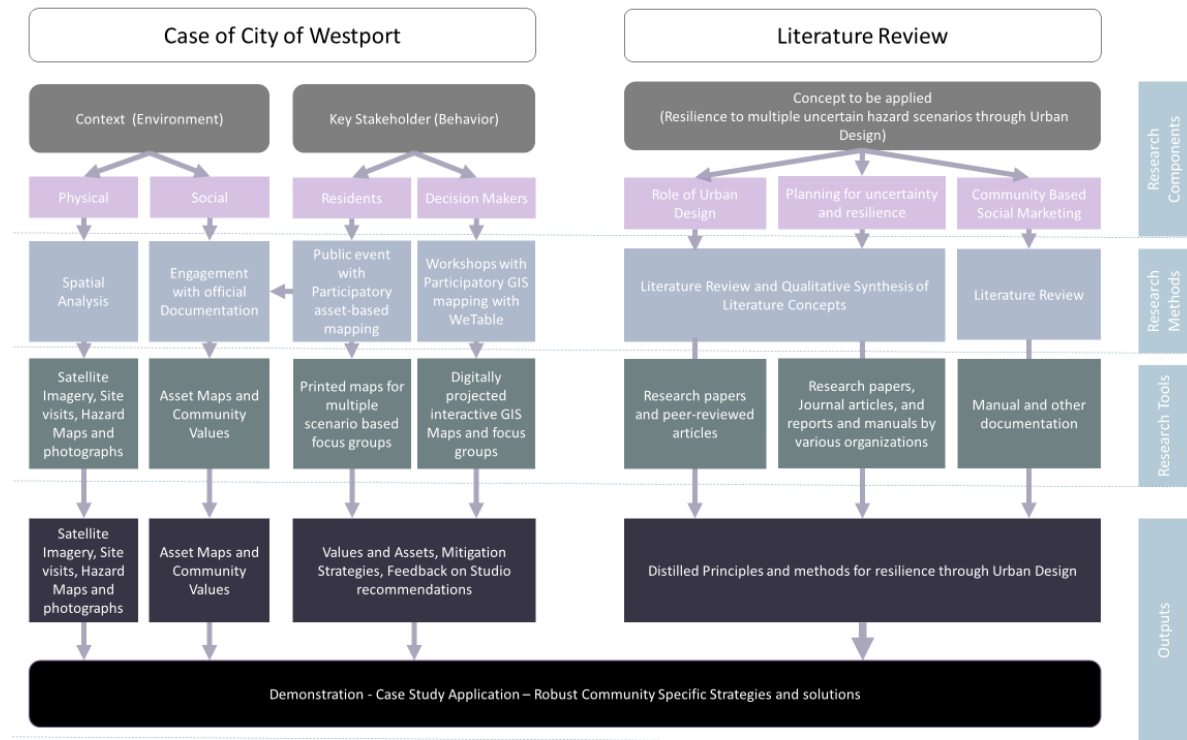 Case of City of Westport
Literature Review
Context (Environment)
Key Stakeholder (Behavior)
Concept to be applied
(Resilience to multiple uncertain hazard scenarios through Urban
Design)
Research
Components
Physical
Social
Residents
Decision Makers
Role of Urban
Design
Planning for uncertainty
and resilience
Community Based
Social Marketing
Spatial
Analysis
Engagement
with official
Documentation
Public event
with
Participatory
asset-based
mapping
Workshops with
Participatory GIS
mapping with
WeTable
Literature Review and Qualitative Synthesis of
Literature Concepts
Literature Review
Research
Methods
Satellite
Imagery, Site
visits, Hazard
Maps and
photographs
Asset Maps and
Community
Values
Printed maps for
multiple
scenario based
focus groups
Digitally
projected
interactive GIS
Maps and focus
groups
Research papers
and peer-reviewed
articles
Research papers,
Journal articles, and
reports and manuals by
various organizations
Manual and other
documentation
Research Tools
Satellite
Imagery, Site
visits, Hazard
Maps and
photographs
Asset Maps and
Community
Values
Values and Assets, Mitigation
Strategies, Feedback on Studio
recommendations
Distilled Principles and methods for resilience through Urban Design
Outputs
Demonstration - Case Study Application – Robust Community Specific Strategies and solutions